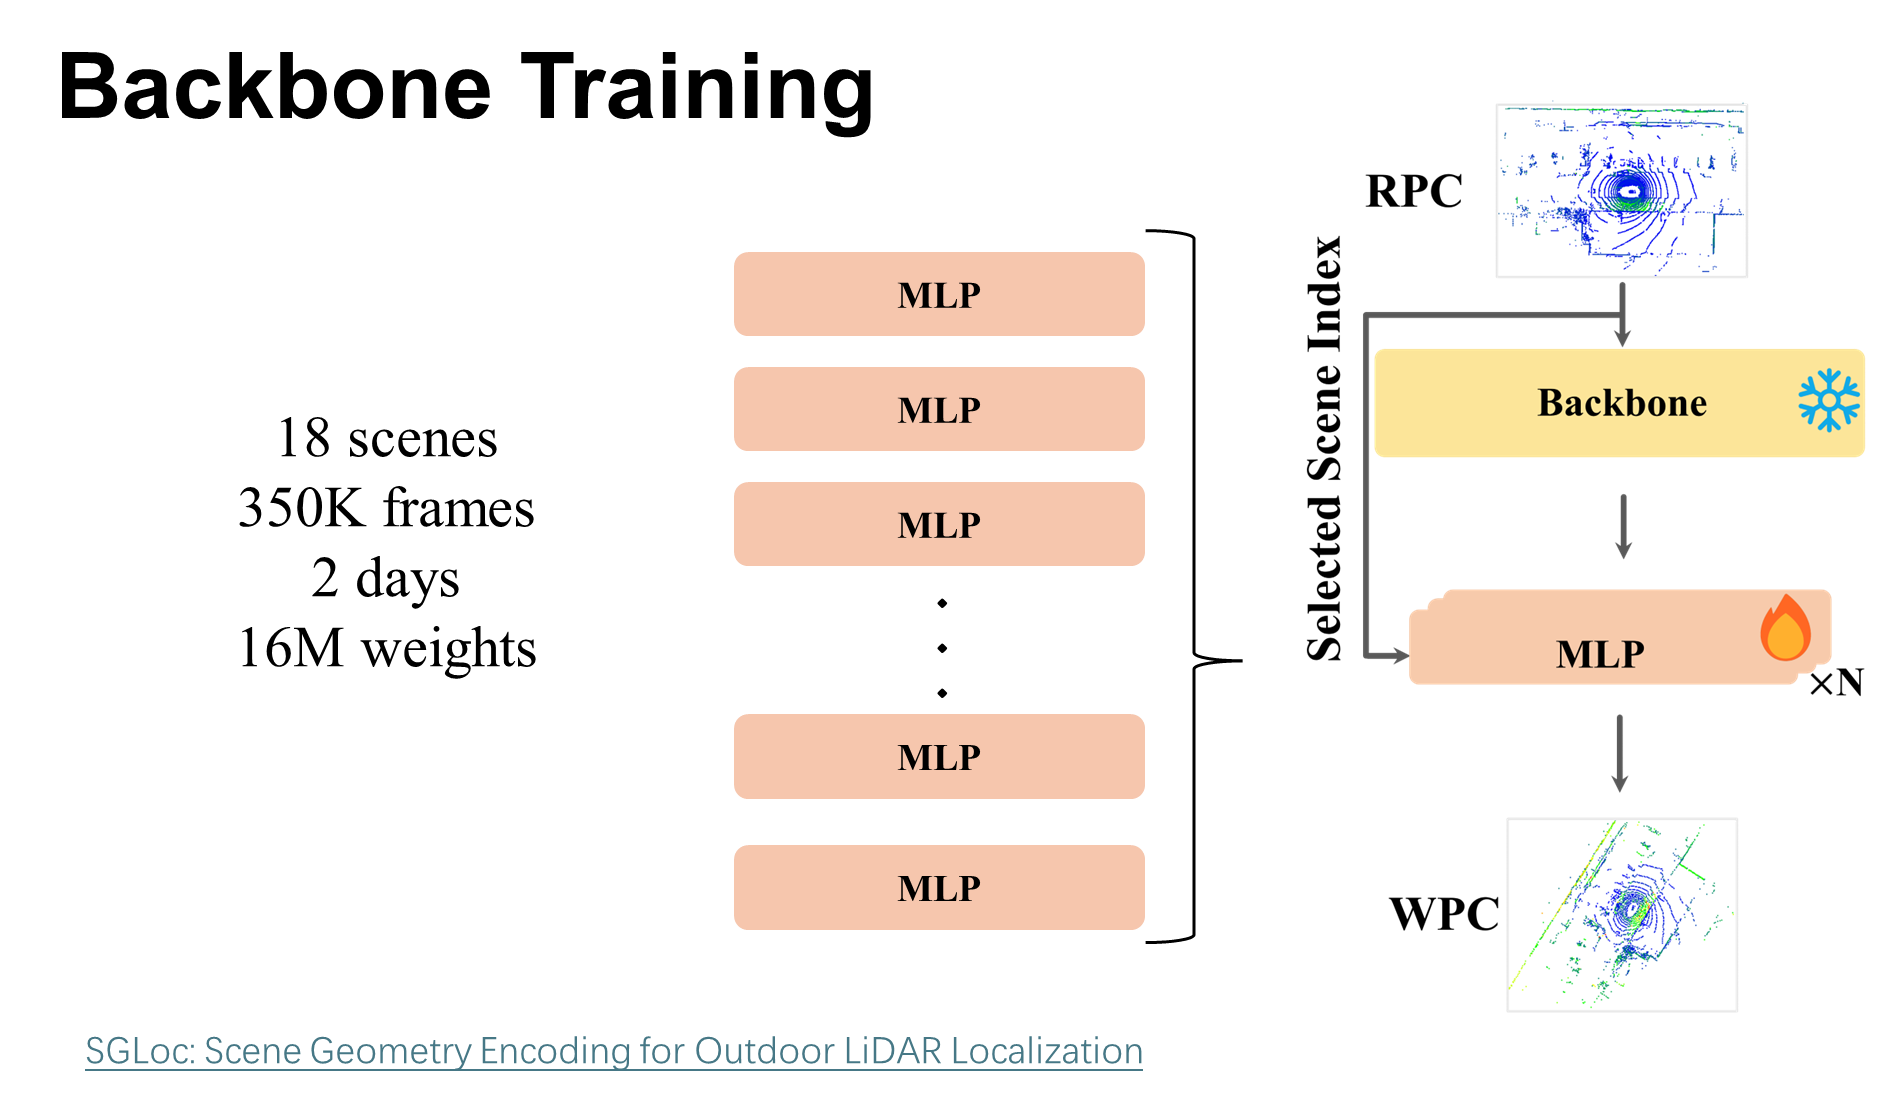 Backbone Training
18 scenes
350K frames
2 days
16M weights
MLP
MLP
MLP
MLP
MLP
RPC
Selected Scene Index
Backbone
MLP
×N
WPC
SGLoc: Scene Geometry Encoding for Outdoor LiDAR Localization